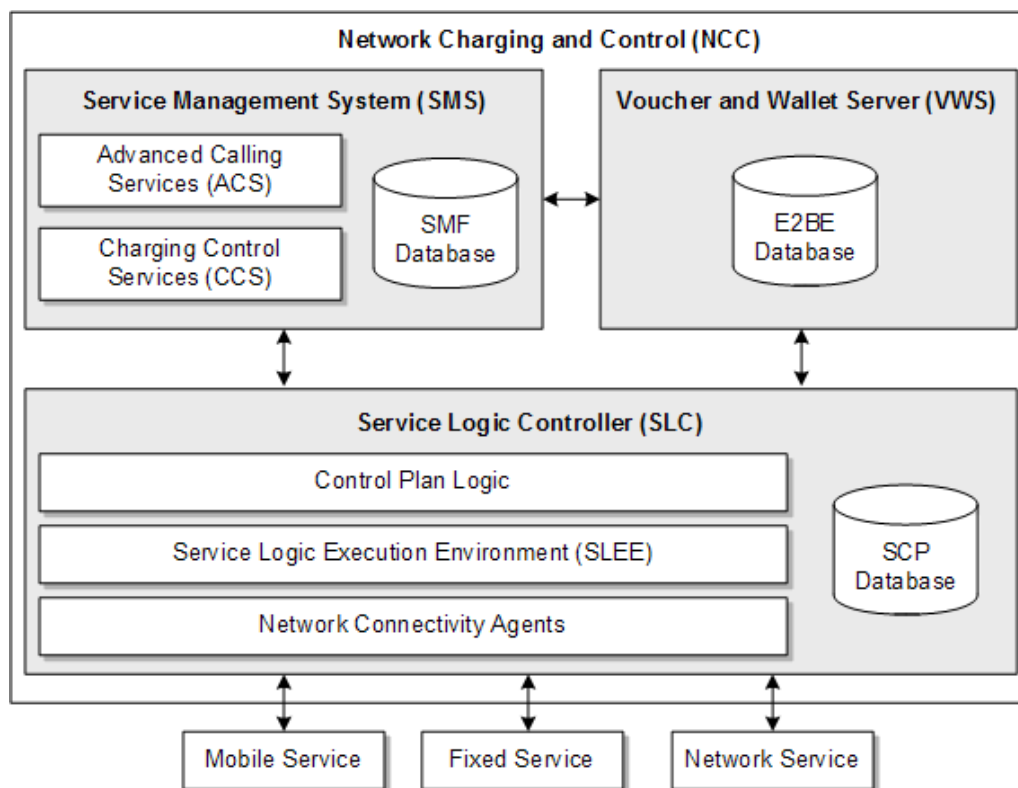 Network Charging and Control (NCC)
Service Management System (SMS)
Advanced Calling
Services (ACS)
Charging Control
Services (CCS)
SMF
Database
Voucher and Wallet Server (VWS)
E2BE
Database
Service Logic Controller (SLC)
Control Plan Logic
Service Logic Execution Environment (SLEE)
Network Connectivity Agents
SCP
Database
Mobile Service
Fixed Service
Network Service